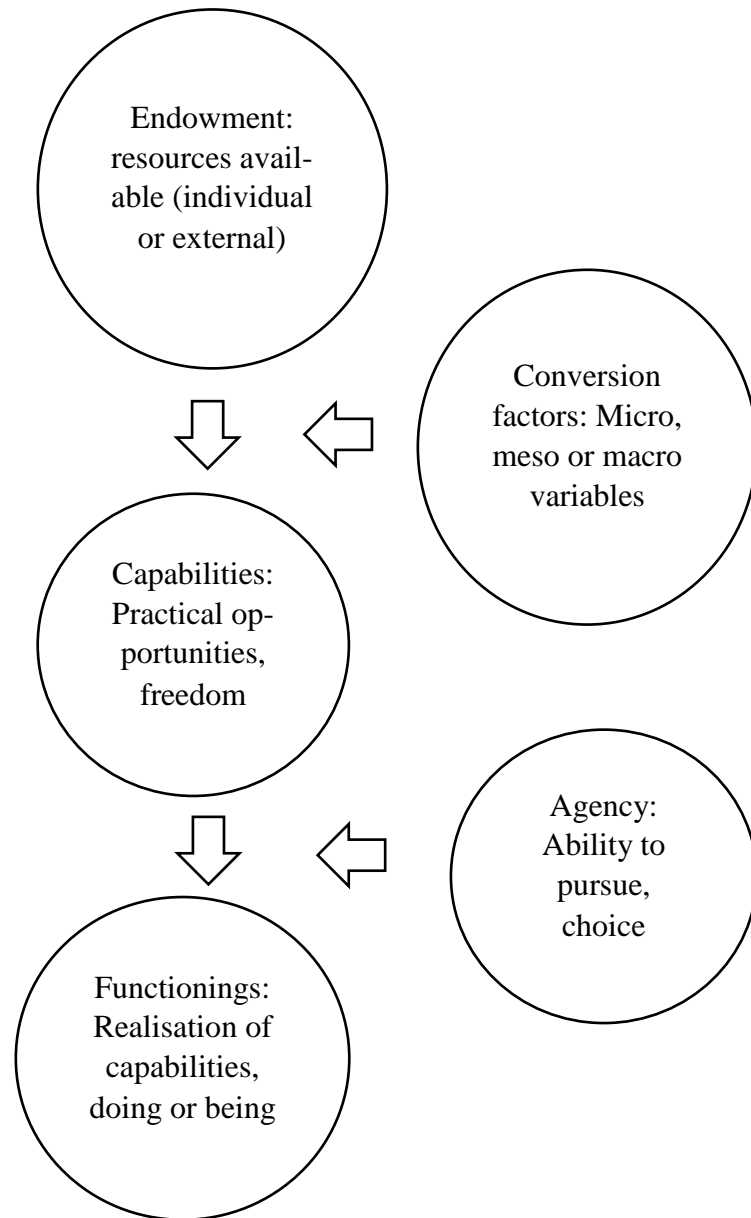 Endowment:
resources avail-
able (individual
or external)
Conversion
factors: Micro,
meso or macro
variables
Capabilities:
Practical op-
portunities,
freedom
Agency:
Ability to
pursue,
choice
Functionings:
Realisation of
capabilities,
doing or being